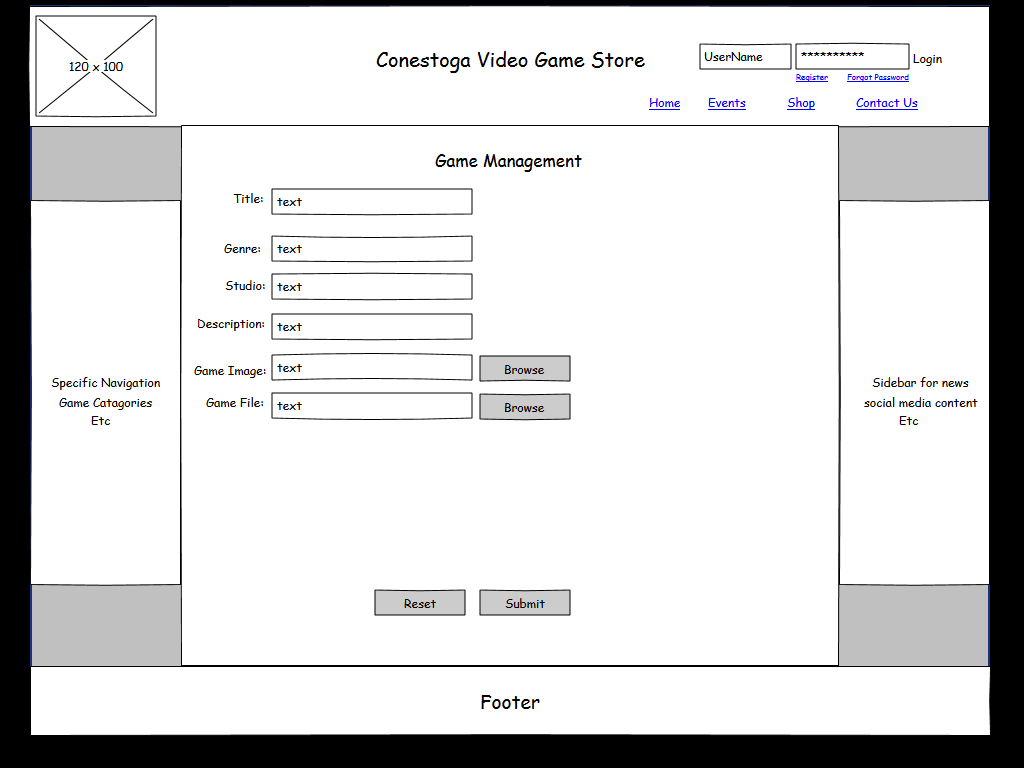 120 x 100
Conestoga Video Game Store
UserName ********** Login
Register Forgot Password
Home Events Shop Contact Us
Game Management
Title: text
Genre: text
Studio: text
Description: text
Game Image: text Browse
Game File: text Browse
Specific Navigation
Game Catagories
Etc
Sidebar for news
social media content
Etc
Reset Submit
Footer